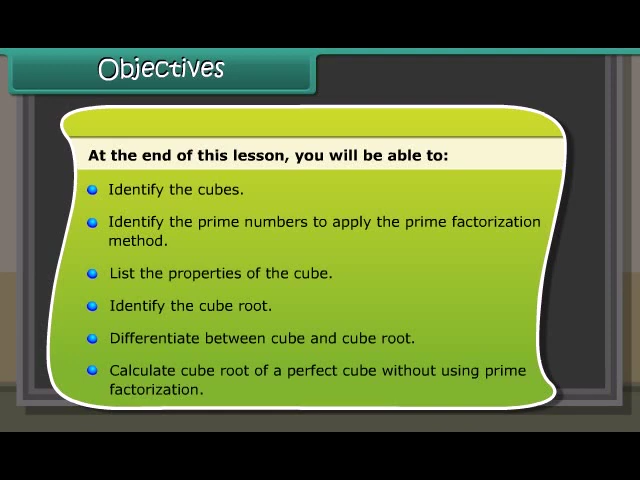 Objectives
At the end of this lesson, you will be able to:
Identify the cubes.
Identify the prime numbers to apply the prime factorization
method.
List the properties of the cube.
Identify the cube root.
Differentiate between cube and cube root.
Calculate cube root of a perfect cube without using prime
factorization.